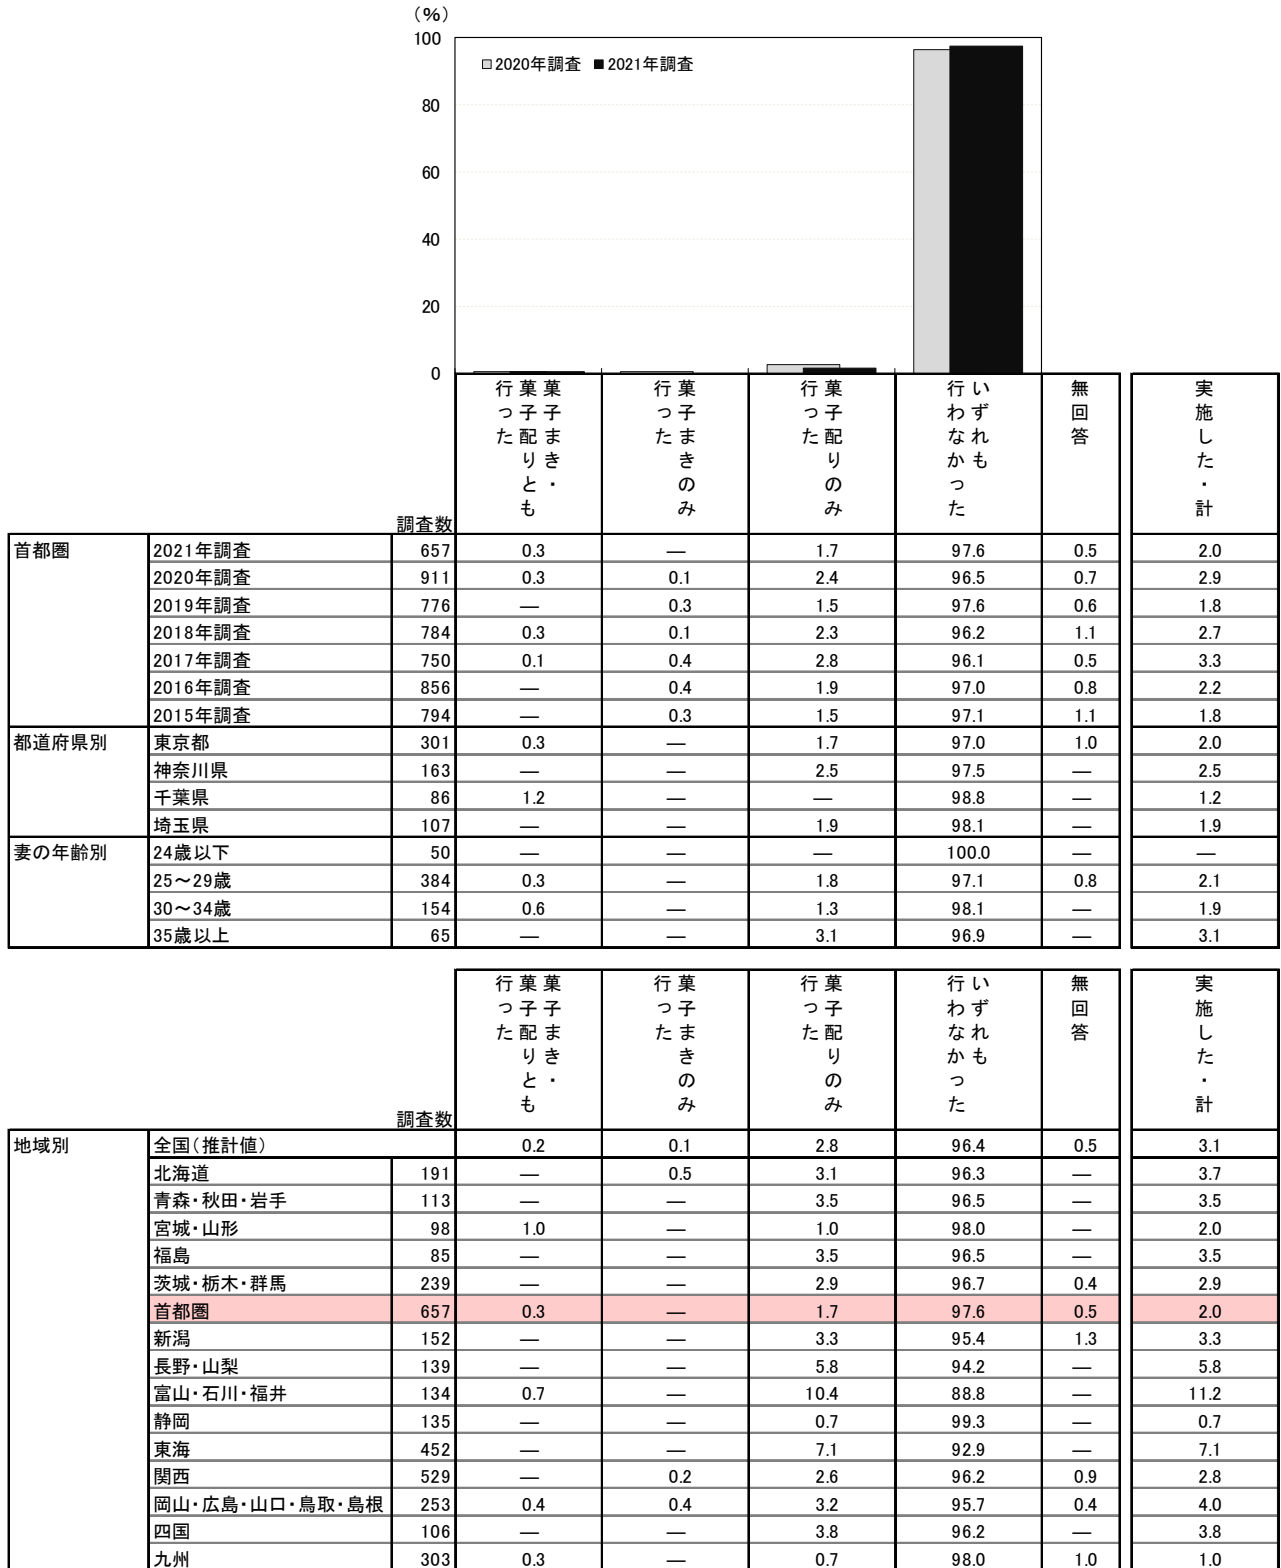 （%）
100
80
60
40
20
0
□2020年調査 ■2021年調査
調査数
菓子まき・
菓子配りとも
行った
菓子まきのみ
行った
菓子配りのみ
行った
いずれも
行わなかった
無回答
実施した・計
首都圏 2021年調査 657 0.3 — 1.7 97.6 0.5 2.0
2020年調査 911 0.3 0.1 2.4 96.5 0.7 2.9
2019年調査 776 — 0.3 1.5 97.6 0.6 1.8
2018年調査 784 0.3 0.1 2.3 96.2 1.1 2.7
2017年調査 750 0.1 0.4 2.8 96.1 0.5 3.3
2016年調査 856 — 0.4 1.9 97.0 0.8 2.2
2015年調査 794 — 0.3 1.5 97.1 1.1 1.8
都道府県別 東京都 301 0.3 — 1.7 97.0 1.0 2.0
神奈川県 163 — — 2.5 97.5 — 2.5
千葉県 86 1.2 — — 98.8 — 1.2
埼玉県 107 — — 1.9 98.1 — 1.9
妻の年齢別 24歳以下 50 — — — 100.0 — —
25～29歳 384 0.3 — 1.8 97.1 0.8 2.1
30～34歳 154 0.6 — 1.3 98.1 — 1.9
35歳以上 65 — — 3.1 96.9 — 3.1
調査数
菓子まき・
菓子配りとも
行った
菓子まきのみ
行った
菓子配りのみ
行った
いずれも
行わなかった
無回答
実施した・計
地域別 全国（推計値） 0.2 0.1 2.8 96.4 0.5 3.1
北海道 191 — 0.5 3.1 96.3 — 3.7
青森・秋田・岩手 113 — — 3.5 96.5 — 3.5
宮城・山形 98 1.0 — 1.0 98.0 — 2.0
福島 85 — — 3.5 96.5 — 3.5
茨城・栃木・群馬 239 — — 2.9 96.7 0.4 2.9
首都圏 657 0.3 — 1.7 97.6 0.5 2.0
新潟 152 — — 3.3 95.4 1.3 3.3
長野・山梨 139 — — 5.8 94.2 — 5.8
富山・石川・福井 134 0.7 — 10.4 88.8 — 11.2
静岡 135 — — 0.7 99.3 — 0.7
東海 452 — — 7.1 92.9 — 7.1
関西 529 — 0.2 2.6 96.2 0.9 2.8
岡山・広島・山口・鳥取・島根 253 0.4 0.4 3.2 95.7 0.4 4.0
四国 106 — — 3.8 96.2 — 3.8
九州 303 0.3 — 0.7 98.0 1.0 1.0